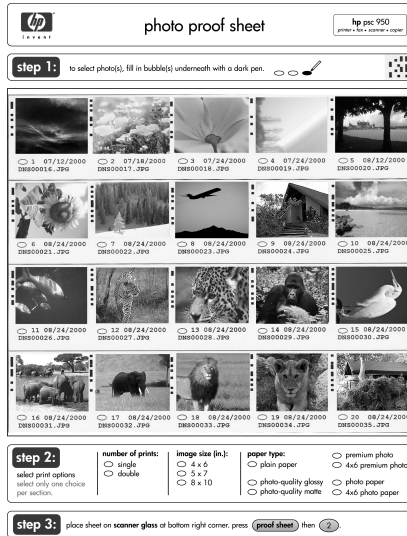 hp
invent
photo proof sheet
hp psc 950
printer • fax • scanner • copier
step 1:
to select photo(s), fill in bubble(s) underneath with a dark pen.
1 07/12/2000
DNS00016.JPG
2 07/18/2000
DNS00017.JPG
3 07/24/2000
DNS00018.JPG
4 07/24/2000
DNS00019.JPG
5 08/12/2000
DNS00020.JPG
6 08/24/2000
DNS00021.JPG
7 08/24/2000
DNS00022.JPG
8 08/24/2000
DNS00023.JPG
9 08/24/2000
DNS00024.JPG
10 08/24/2000
DNS00025.JPG
11 08/24/2000
DNS00026.JPG
12 08/24/2000
DNS00027.JPG
13 08/24/2000
DNS00028.JPG
14 08/24/2000
DNS00029.JPG
15 08/24/2000
DNS00030.JPG
16 08/24/2000
DNS00031.JPG
17 08/24/2000
DNS00032.JPG
18 08/24/2000
DNS00033.JPG
19 08/24/2000
DNS00034.JPG
20 08/24/2000
DNS00035.JPG
step 2:
select print options
select only one choice
per section.
number of prints:
single
double
image size (in.):
4 x 6
5 x 7
8 x 10
paper type:
plain paper
photo-quality glossy
photo-quality matte
premium photo
4x6 premium photo
photo paper
4x6 photo paper
step 3:
place sheet on scanner glass at bottom right corner. press proof sheet then 2.